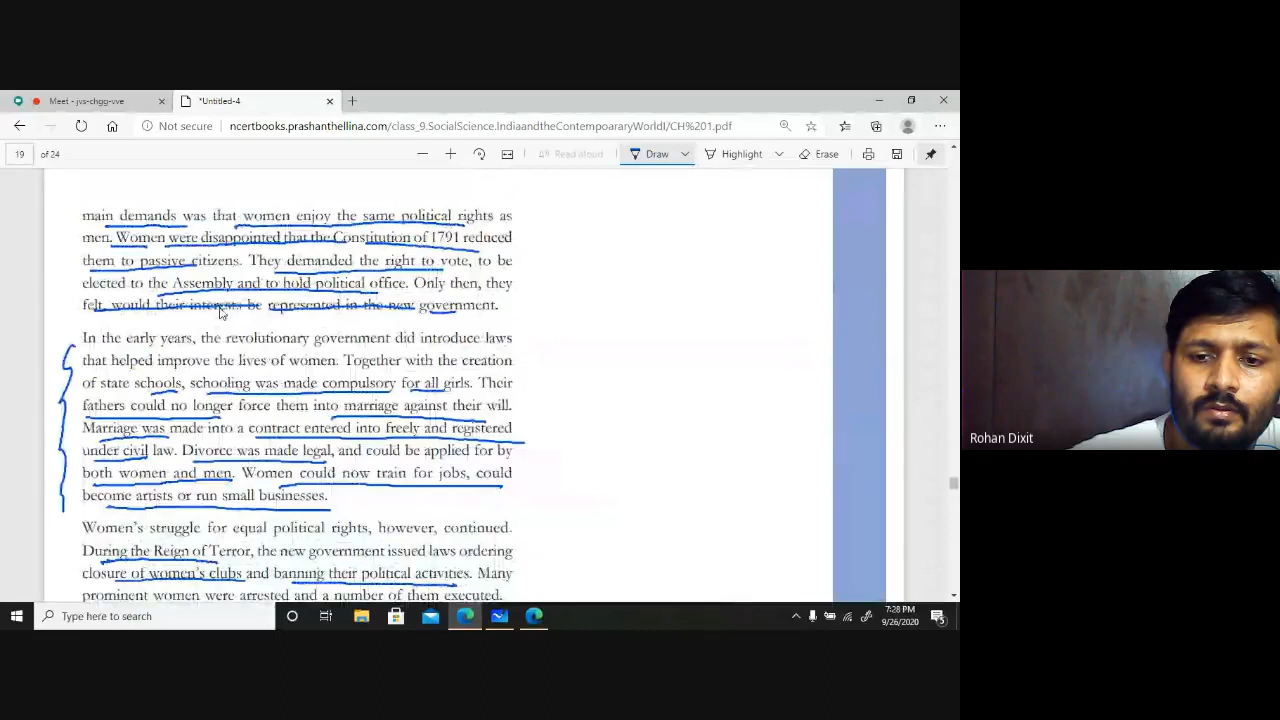 Meet - jvs-chgg-vve
*Untitled-4
Not secure
ncertbooks.prashanthellina.com/class_9.SocialScience.IndiaandtheContempoararyWorldI/CH%201.pdf
19 of 24
Read aloud
Draw
Highlight
Erase
main demands was that women enjoy the same political rights as
men. Women were disappointed that the Constitution of 1791 reduced
them to passive citizens. They demanded the right to vote, to be
elected to the Assembly and to hold political office. Only then, they
felt, would their interests be represented in the new government.
In the early years, the revolutionary government did introduce laws
that helped improve the lives of women. Together with the creation
of state schools, schooling was made compulsory for all girls. Their
fathers could no longer force them into marriage against their will.
Marriage was made into a contract entered into freely and registered
under civil law. Divorce was made legal, and could be applied for by
both women and men. Women could now train for jobs, could
become artists or run small businesses.
Women's struggle for equal political rights, however, continued.
During the Reign of Terror, the new government issued laws ordering
closure of women's clubs and banning their political activities. Many
prominent women were arrested and a number of them executed.
Rohan Dixit
Type here to search
7:28 PM
9/26/2020
5